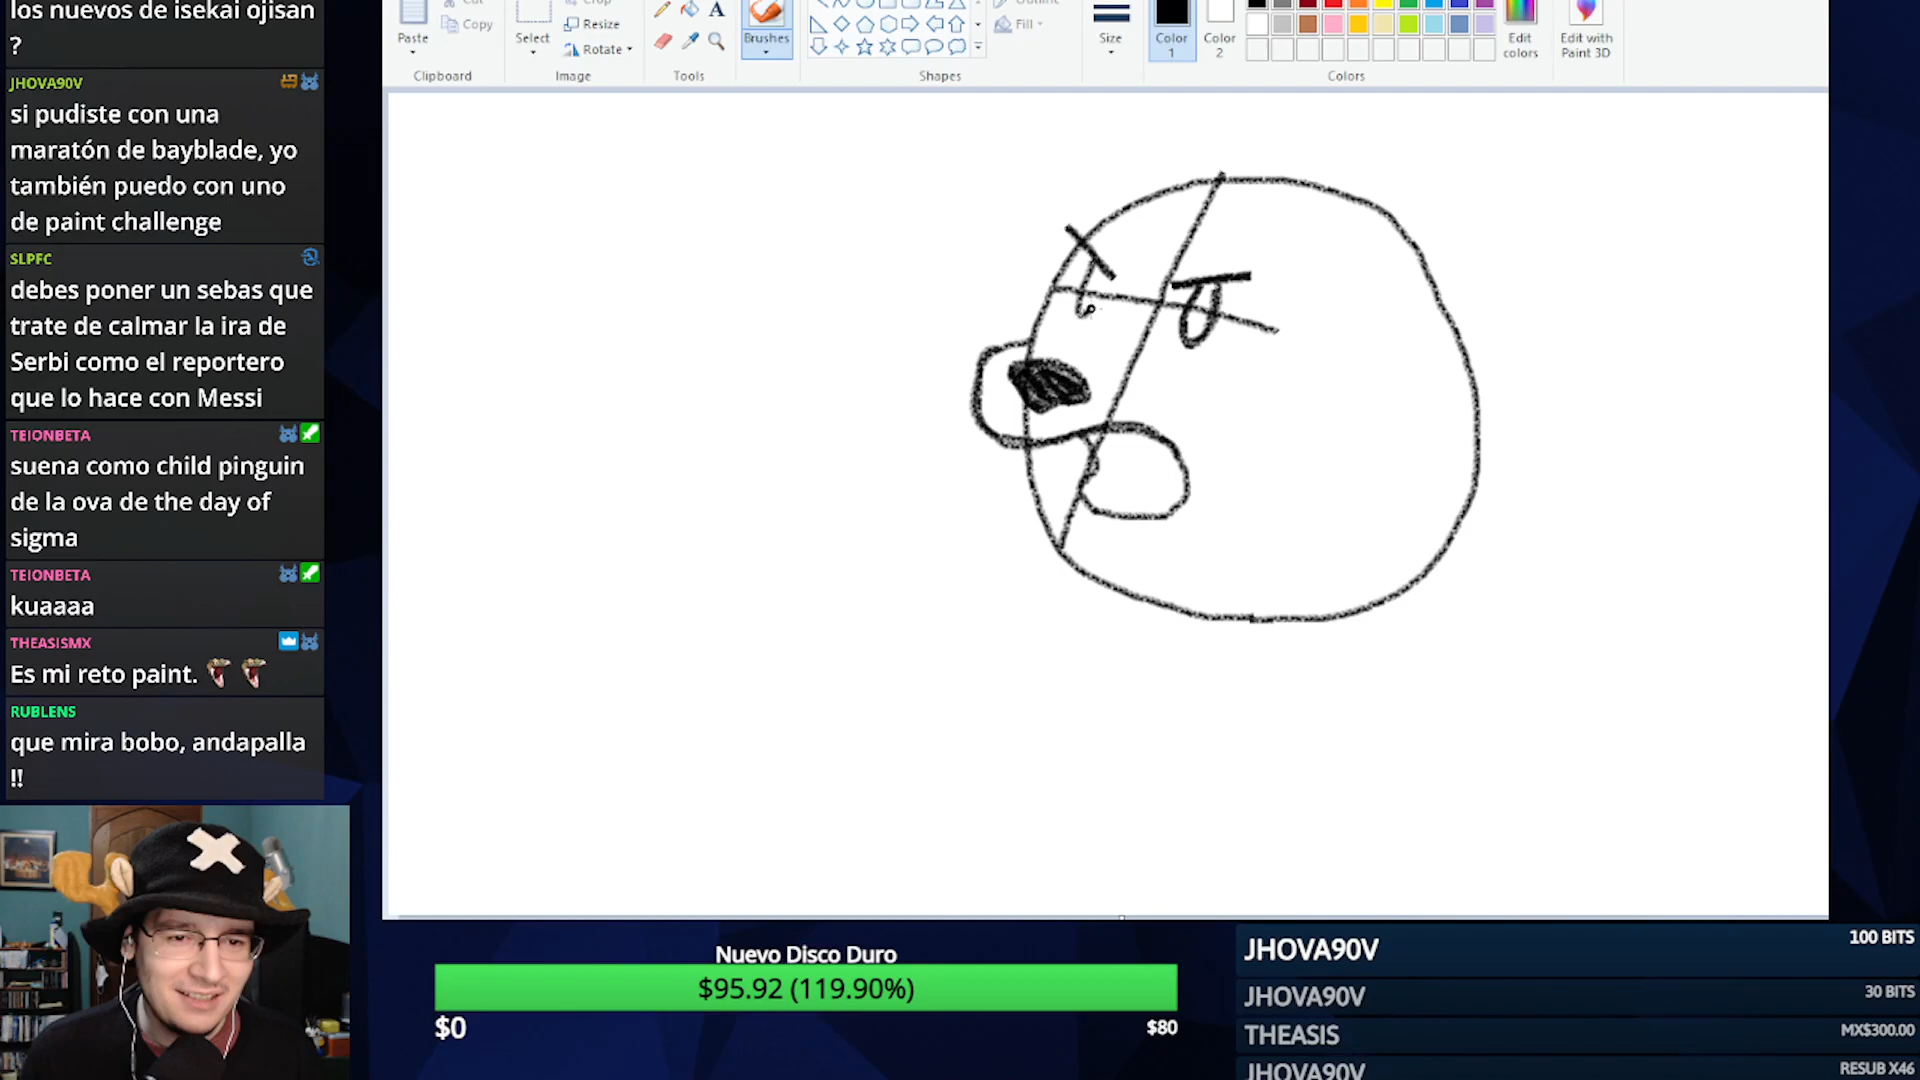 los nuevos de isekai ojisan
?
JHOVA90V
si pudiste con una
maratón de bayblade, yo
también puedo con uno
de paint challenge
SLPFC
debes poner un sebas que
trate de calmar la ira de
Serbi como el reportero
que lo hace con Messi
TEIONBETA
suena como child pinguin
de la ova de the day of
sigma
TEIONBETA
kuaaaa
THEASISMX
Es mi reto paint.
RUBLENS
que mira bobo, andapalla
!!
Paste
Cut
Copy
Clipboard
Select
Crop
Resize
Rotate
Image
A
Tools
Brushes
Outline
Fill
Shapes
Size
Color
1
Color
2
Colors
Edit
colors
Edit with
Paint 3D
Nuevo Disco Duro
$95.92 (119.90%)
$0
$80
JHOVA90V
100 BITS
JHOVA90V
30 BITS
THEASIS
MX$300.00
JHOVA90V
RESUB X46